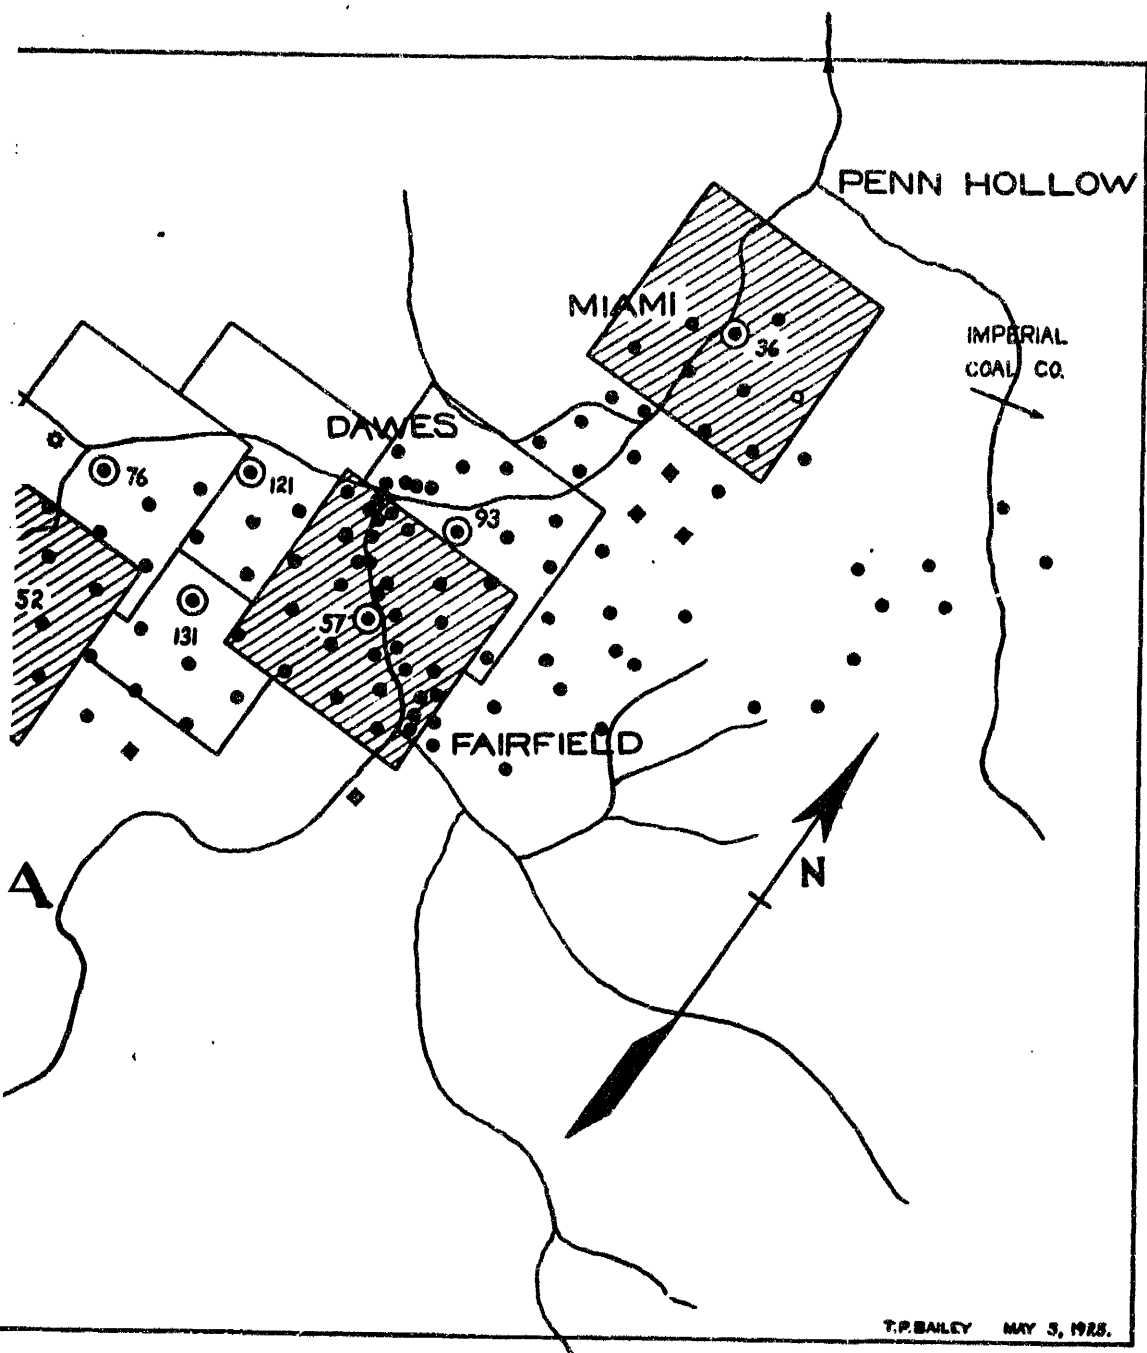 PENN HOLLOW
MIAMI
36
IMPERIAL
COAL CO.
DAWES
76
121
93
52
131
57
FAIRFIELD
A
N
T.P. BAILEY MAY 5, 1925.